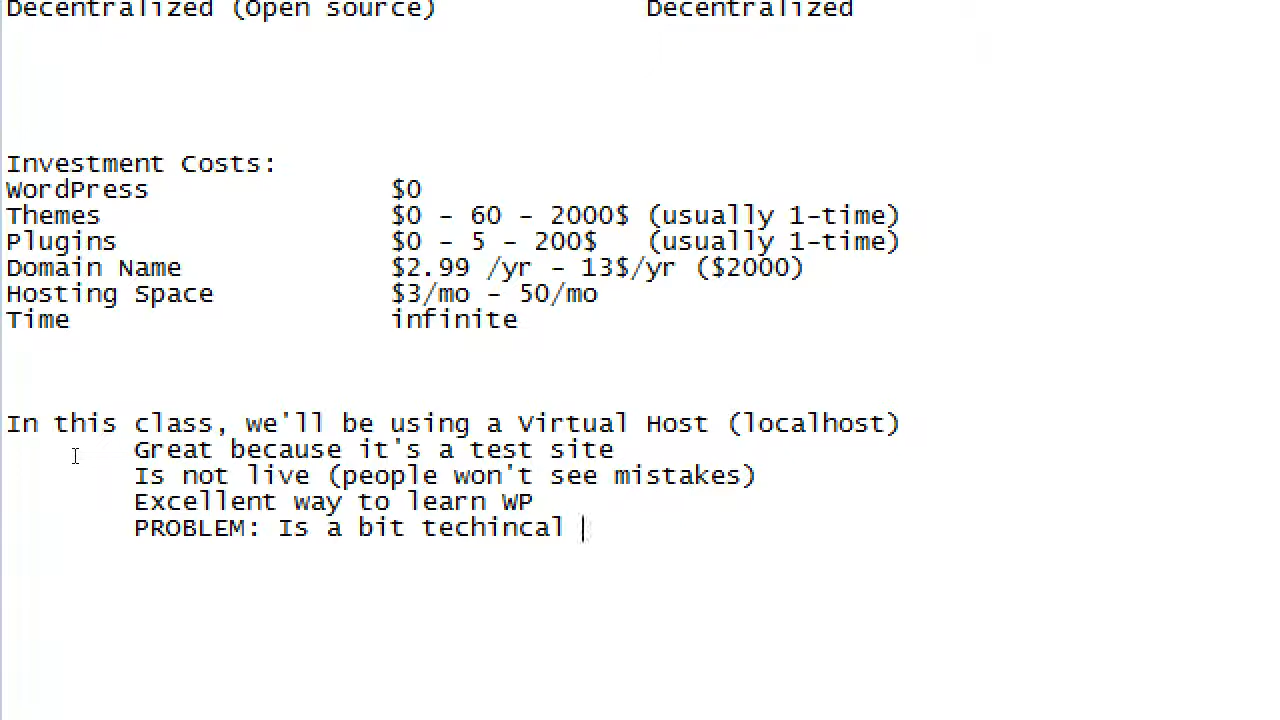 Decentralized (Open source) Decentralized
Investment Costs:
WordPress $0
Themes $0 - 60 - 2000$ (usually 1-time)
Plugins $0 - 5 - 200$ (usually 1-time)
Domain Name $2.99 /yr - 13$/yr ($2000)
Hosting Space $3/mo - 50/mo
Time infinite
In this class, we'll be using a Virtual Host (localhost)
Great because it's a test site
Is not live (people won't see mistakes)
Excellent way to learn WP
PROBLEM: Is a bit techincal